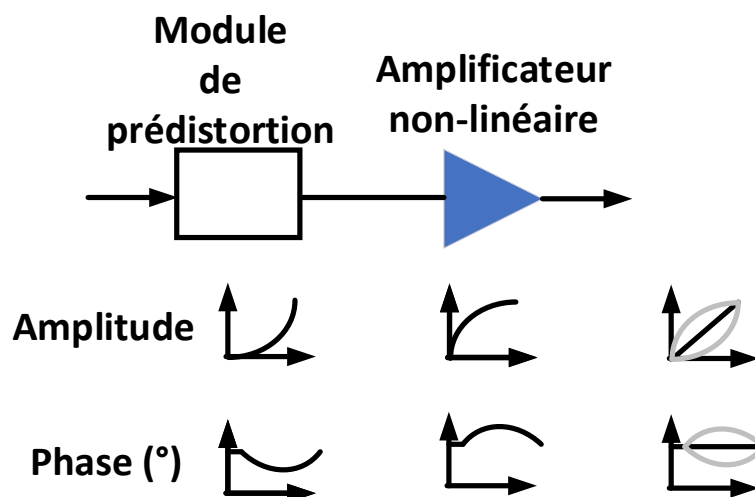 Module
de
prédistortion
Amplificateur
non-linéaire
Amplitude
Phase (°)